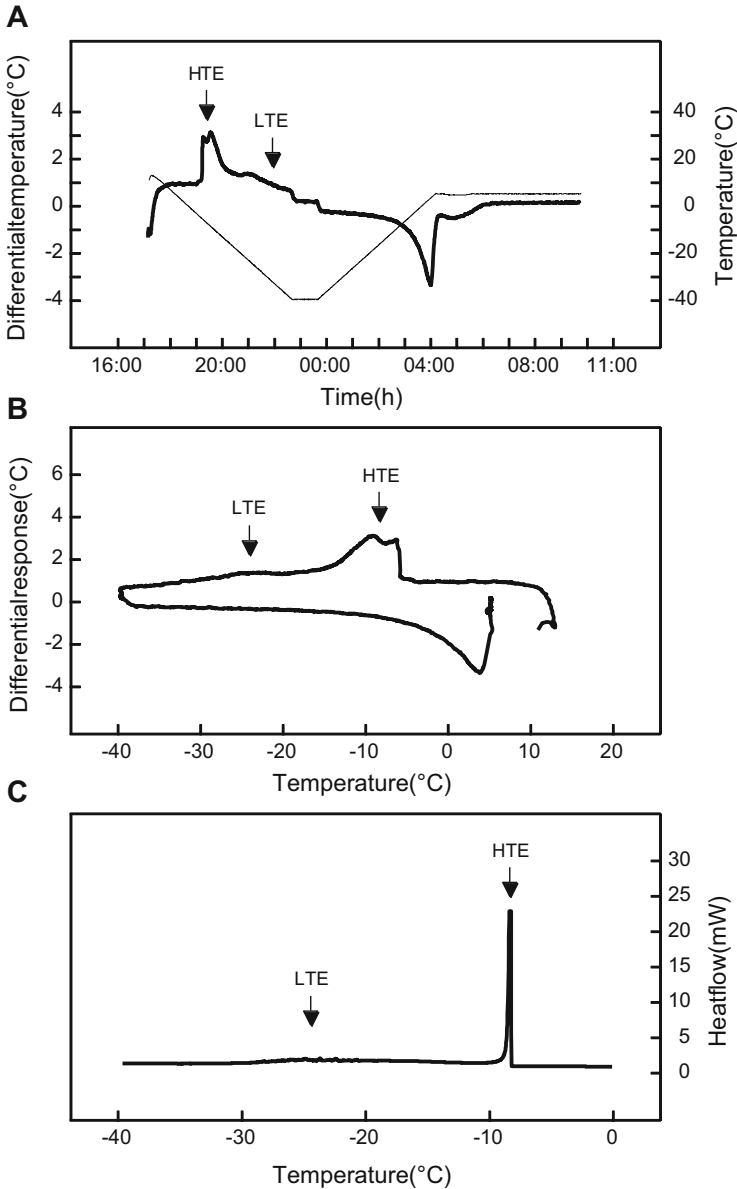 A
Differentialtemperature(°C)
Temperature(°C)
HTE
LTE
4
2
0
-2
-4
40
20
0
-20
-40
16:00 20:00 00:00 04:00 08:00 11:00
Time(h)
B
Differentialresponse(°C)
LTE
HTE
6
4
2
0
-2
-4
-40 -30 -20 -10 0 10 20
Temperature(°C)
C
HTE
LTE
Heatflow(mW)
30
25
20
15
10
5
0
-40 -30 -20 -10 0
Temperature(°C)